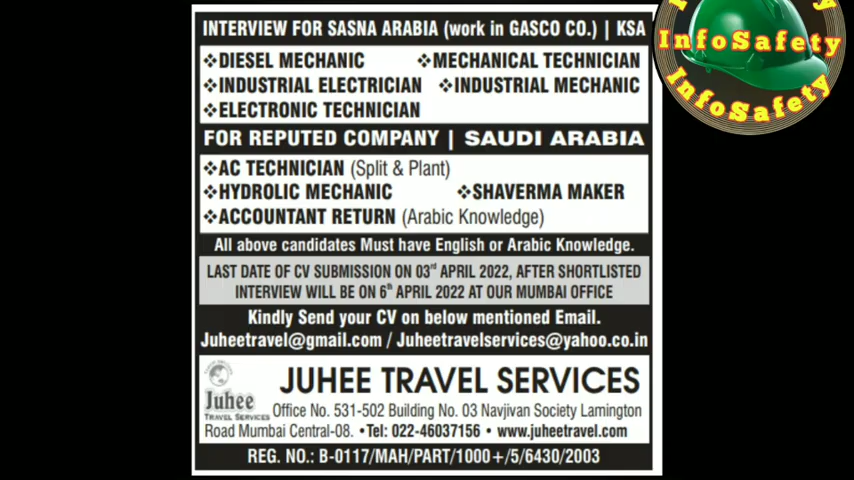 INTERVIEW FOR SASNA ARABIA (work in GASCO CO.) | KSA
❖DIESEL MECHANIC ❖MECHANICAL TECHNICIAN
❖INDUSTRIAL ELECTRICIAN ❖INDUSTRIAL MECHANIC
❖ELECTRONIC TECHNICIAN
FOR REPUTED COMPANY | SAUDI ARABIA
❖AC TECHNICIAN (Split & Plant)
❖HYDROLIC MECHANIC ❖SHAVERMA MAKER
❖ACCOUNTANT RETURN (Arabic Knowledge)
All above candidates Must have English or Arabic Knowledge.
LAST DATE OF CV SUBMISSION ON 03rd APRIL 2022, AFTER SHORTLISTED
INTERVIEW WILL BE ON 6th APRIL 2022 AT OUR MUMBAI OFFICE
Kindly Send your CV on below mentioned Email.
Juheetravel@gmail.com / Juheetravelservices@yahoo.co.in
JUHEE TRAVEL SERVICES
Juhee
TRAVEL SERVICES
Office No. 531-502 Building No. 03 Navjivan Society Lamington
Road Mumbai Central-08. •Tel: 022-46037156 • www.juheetravel.com
REG. NO.: B-0117/MAH/PART/1000+/5/6430/2003
InfoSafety
InfoSafety